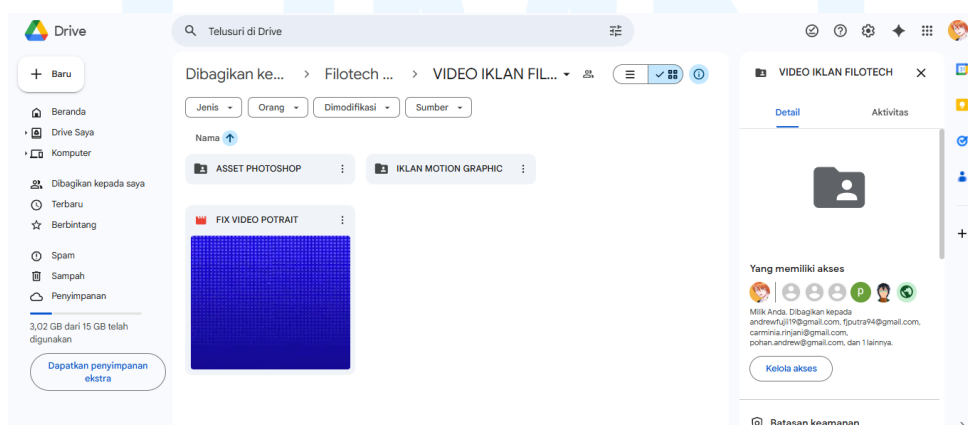 Drive
Telusuri di Drive
Baru
Beranda
Drive Saya
Komputer
Dibagikan kepada saya
Terbaru
Berbintang
Spam
Sampah
Penyimpanan
3,02 GB dari 15 GB telah
digunakan
Dapatkan penyimpanan
ekstra
Dibagikan ke... > Filotech ... > VIDEO IKLAN FIL...
Jenis Orang Dimodifikasi Sumber
Nama
ASSET PHOTOSHOP
IKLAN MOTION GRAPHIC
FIX VIDEO POTRAIT
VIDEO IKLAN FILOTECH
Detail Aktivitas
Yang memiliki akses
p
Milik Anda. Dibagikan kepada
andrewfujii19@gmail.com, fjputra94@gmail.com,
carminia.rinjani@gmail.com,
pohan.andrew@gmail.com, dan 1 lainnya.
Kelola akses
Batasan keamanan